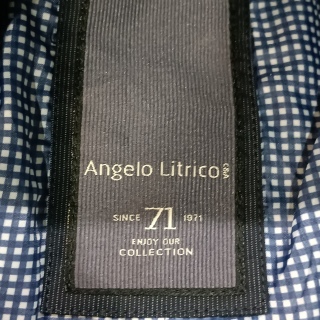 Angelo Litrico C&A
SINCE 71 1971
ENJOY OUR
COLLECTION